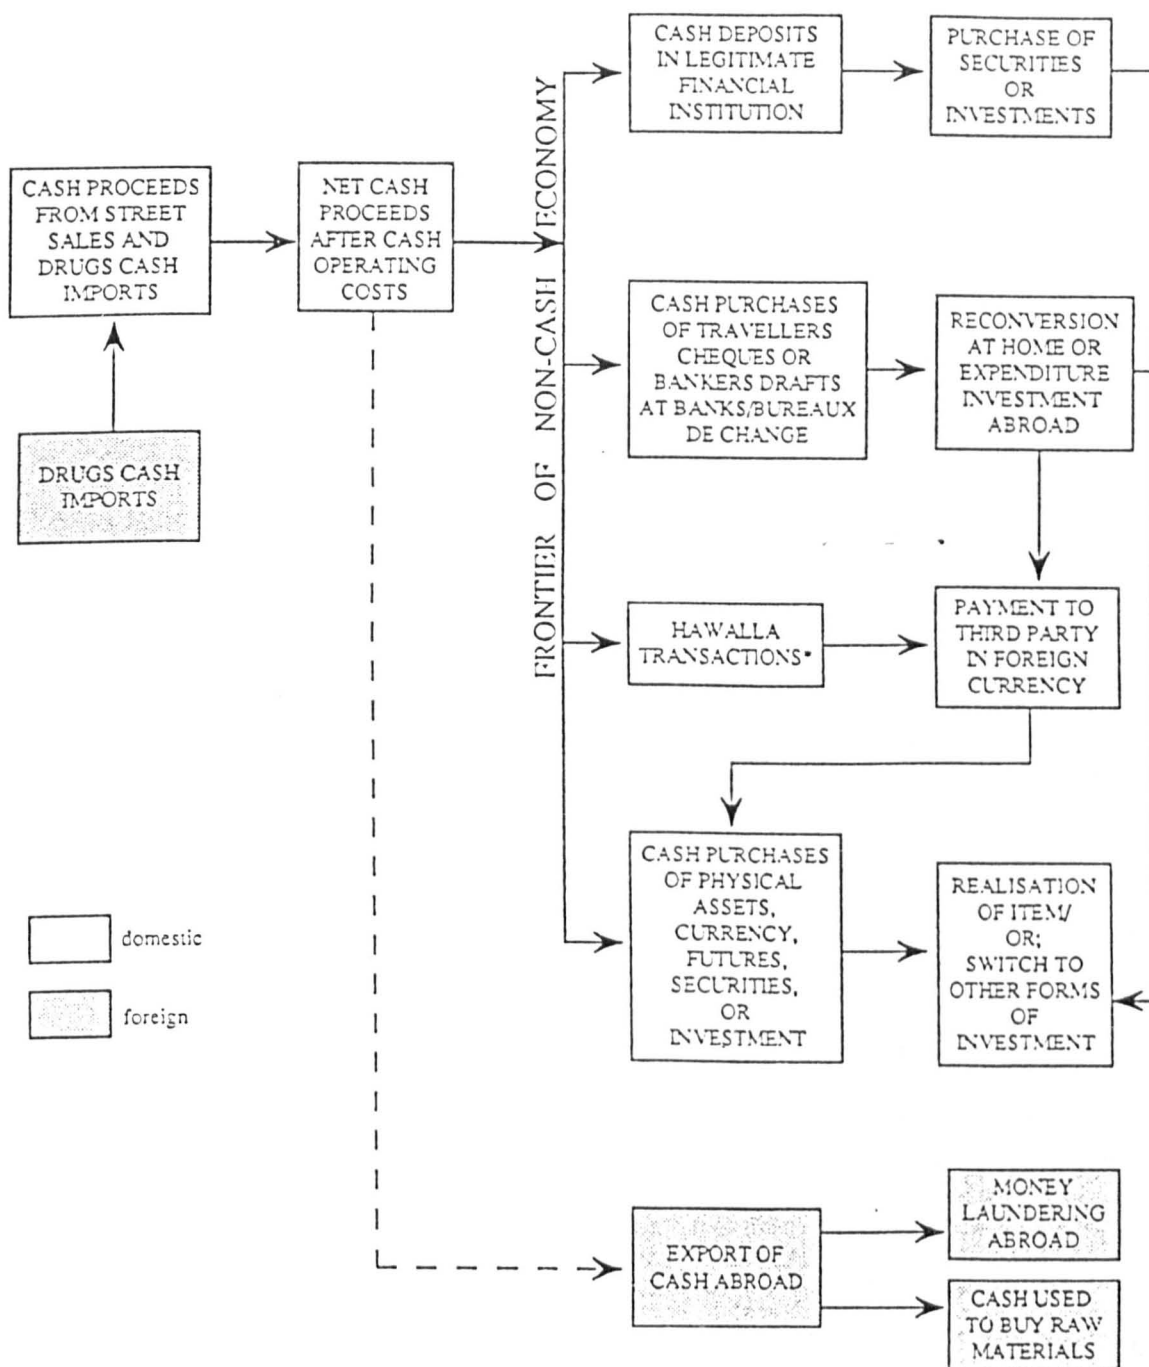 CASH DEPOSITS
IN LEGITIMATE
FINANCIAL
INSTITUTION
PURCHASE OF
SECURITIES
OR
INVESTMENTS
CASH PROCEEDS
FROM STREET
SALES AND
DRUGS CASH
IMPORTS
NET CASH
PROCEEDS
AFTER CASH
OPERATING
COSTS
FRONTIER OF NON-CASH ECONOMY
CASH PURCHASES
OF TRAVELLERS
CHEQUES OR
BANKERS DRAFTS
AT BANKS/BUREAUX
DE CHANGE
RECONVERSION
AT HOME OR
EXPENDITURE
INVESTMENT
ABROAD
DRUGS CASH
IMPORTS
HAWALLA
TRANSACTIONS*
PAYMENT TO
THIRD PARTY
IN FOREIGN
CURRENCY
CASH PURCHASES
OF PHYSICAL
ASSETS,
CURRENCY,
FUTURES,
SECURITIES,
OR
INVESTMENT
REALISATION
OF ITEM/
OR;
SWITCH TO
OTHER FORMS
OF
INVESTMENT
domestic
foreign
EXPORT OF
CASH ABROAD
MONEY
LAUNDERING
ABROAD
CASH USED
TO BUY RAW
MATERIALS